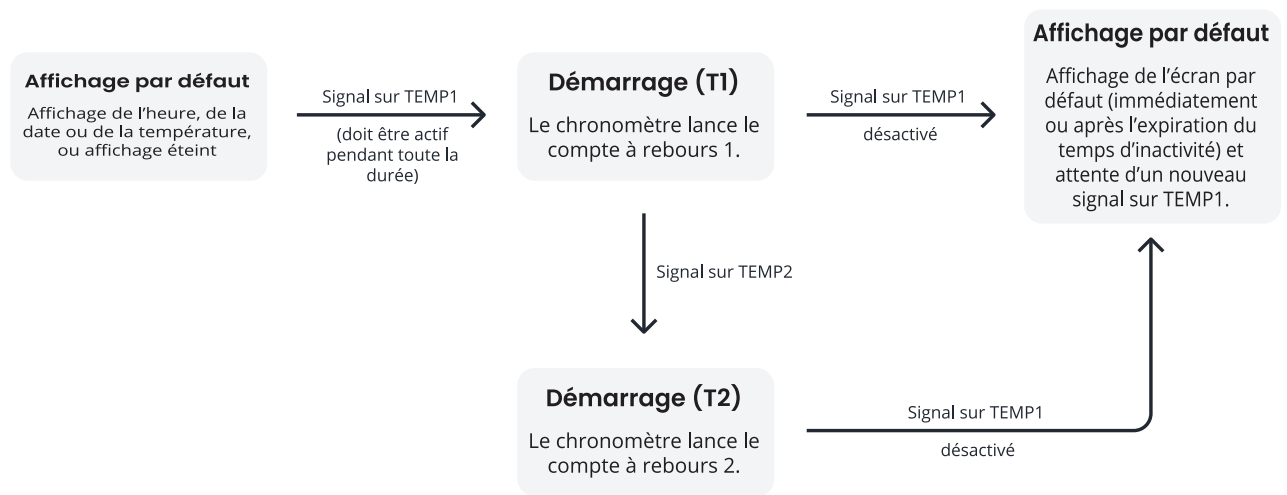 Affichage par défaut
Affichage de l’heure, de la
date ou de la température,
ou affichage éteint
Signal sur TEMP1
(doit être actif
pendant toute la
durée)
Démarrage (T1)
Le chronomètre lance le
compte à rebours 1.
Signal sur TEMP1
désactivé
Affichage par défaut
Affichage de l’écran par
défaut (immédiatement
ou après l’expiration du
temps d’inactivité) et
attente d’un nouveau
signal sur TEMP1.
Signal sur TEMP2
Démarrage (T2)
Le chronomètre lance le
compte à rebours 2.
Signal sur TEMP1
désactivé